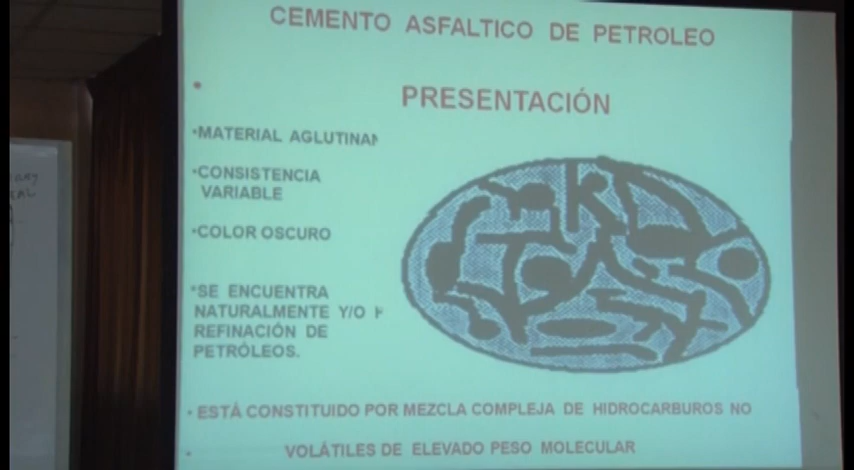 CEMENTO ASFALTICO DE PETROLEO
PRESENTACIÓN
•MATERIAL AGLUTINAN
•CONSISTENCIA
VARIABLE
•COLOR OSCURO
•SE ENCUENTRA
NATURALMENTE Y/O
REFINACIÓN DE
PETRÓLEOS.
• ESTÁ CONSTITUIDO POR MEZCLA COMPLEJA DE HIDROCARBUROS NO
VOLÁTILES DE ELEVADO PESO MOLECULAR